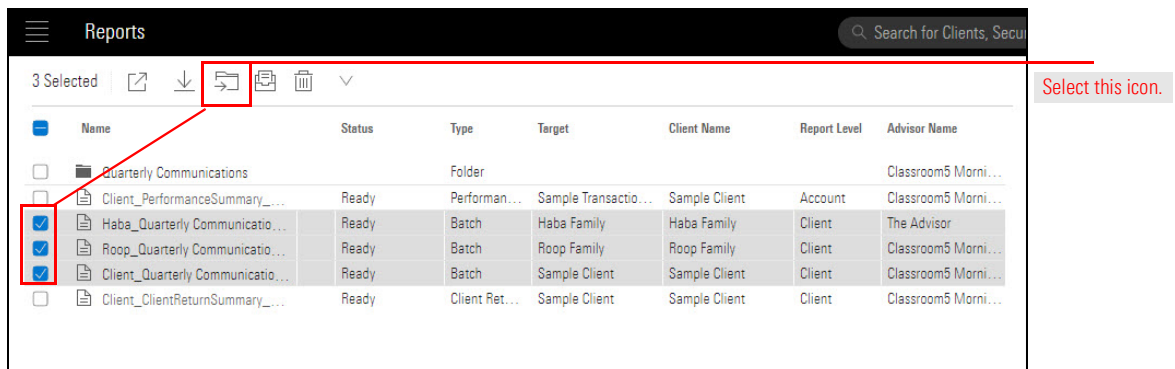 Reports
Search for Clients, Secu
3 Selected
Select this icon.
Name Status Type Target Client Name Report Level Advisor Name
Quarterly Communications Folder Classroom5 Morni...
Client_PerformanceSummary_... Ready Performan... Sample Transactio... Sample Client Account Classroom5 Morni...
Haba_Quarterly Communicatio... Ready Batch Haba Family Haba Family Client The Advisor
Roop_Quarterly Communicatio... Ready Batch Roop Family Roop Family Client Classroom5 Morni...
Client_Quarterly Communicatio... Ready Batch Sample Client Sample Client Client Classroom5 Morni...
Client_ClientReturnSummary_... Ready Client Ret... Sample Client Sample Client Client Classroom5 Morni...